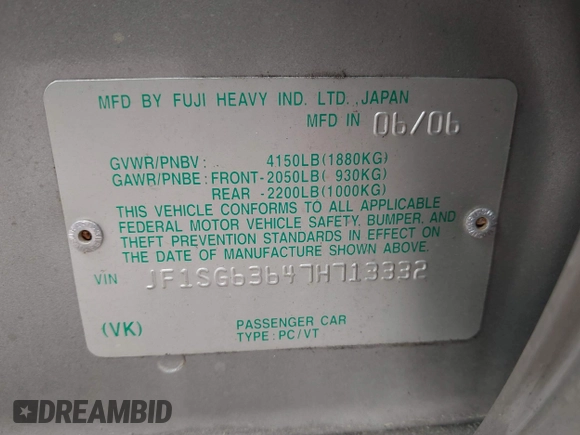 MFD BY FUJI HEAVY IND. LTD., JAPAN
MFD IN 06/06
GVWR/PNBV: 4150LB(1880KG)
GAWR/PNBE: FRONT-2050LB( 930KG)
REAR -2200LB(1000KG)
THIS VEHICLE CONFORMS TO ALL APPLICABLE
FEDERAL MOTOR VEHICLE SAFETY, BUMPER, AND
THEFT PREVENTION STANDARDS IN EFFECT ON
THE DATE OF MANUFACTURE SHOWN ABOVE.
VIN JF1SG63647H713332
(VK) PASSENGER CAR
TYPE: PC/VT
DREAMBID